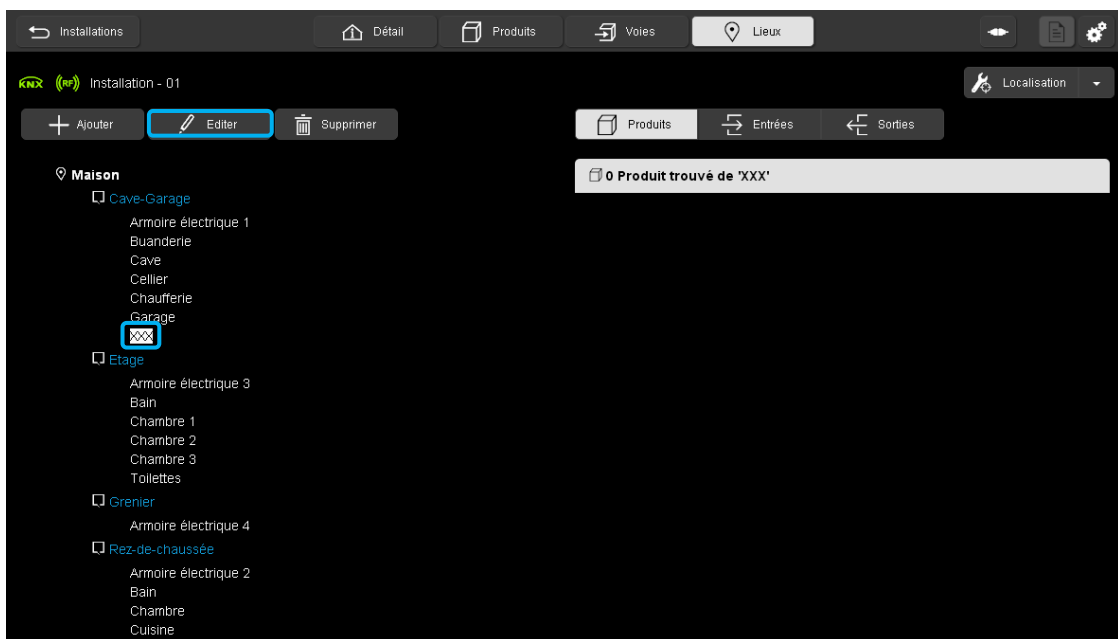 Installations
Détail
Produits
Voies
Lieux
KNX
RF
Installation - 01
Localisation
Ajouter
Editer
Supprimer
Produits
Entrées
Sorties
Maison
0 Produit trouvé de 'XXX'
Cave-Garage
Armoire électrique 1
Buanderie
Cave
Cellier
Chaufferie
Garage
XXX
Etage
Armoire électrique 3
Bain
Chambre 1
Chambre 2
Chambre 3
Toilettes
Grenier
Armoire électrique 4
Rez-de-chaussée
Armoire électrique 2
Bain
Chambre
Cuisine